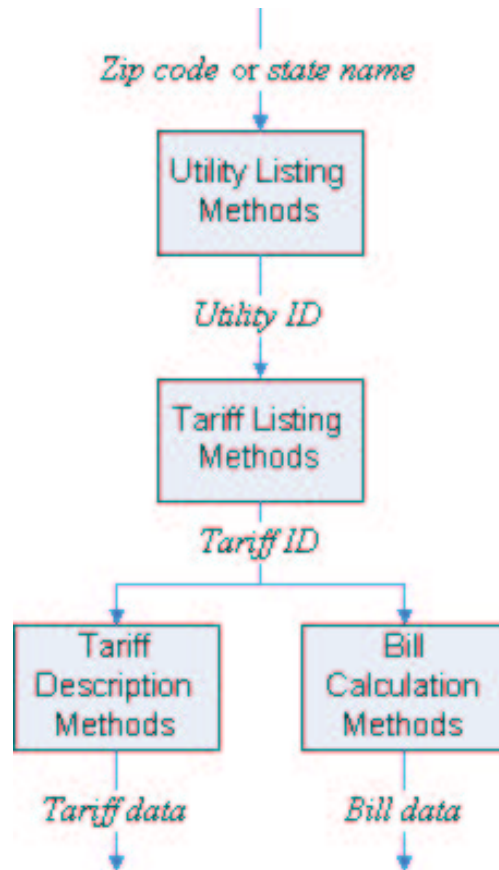 Zip code or state name
Utility Listing
Methods
Utility ID
Tariff Listing
Methods
Tariff ID
Tariff
Description
Methods
Bill
Calculation
Methods
Tariff data
Bill data